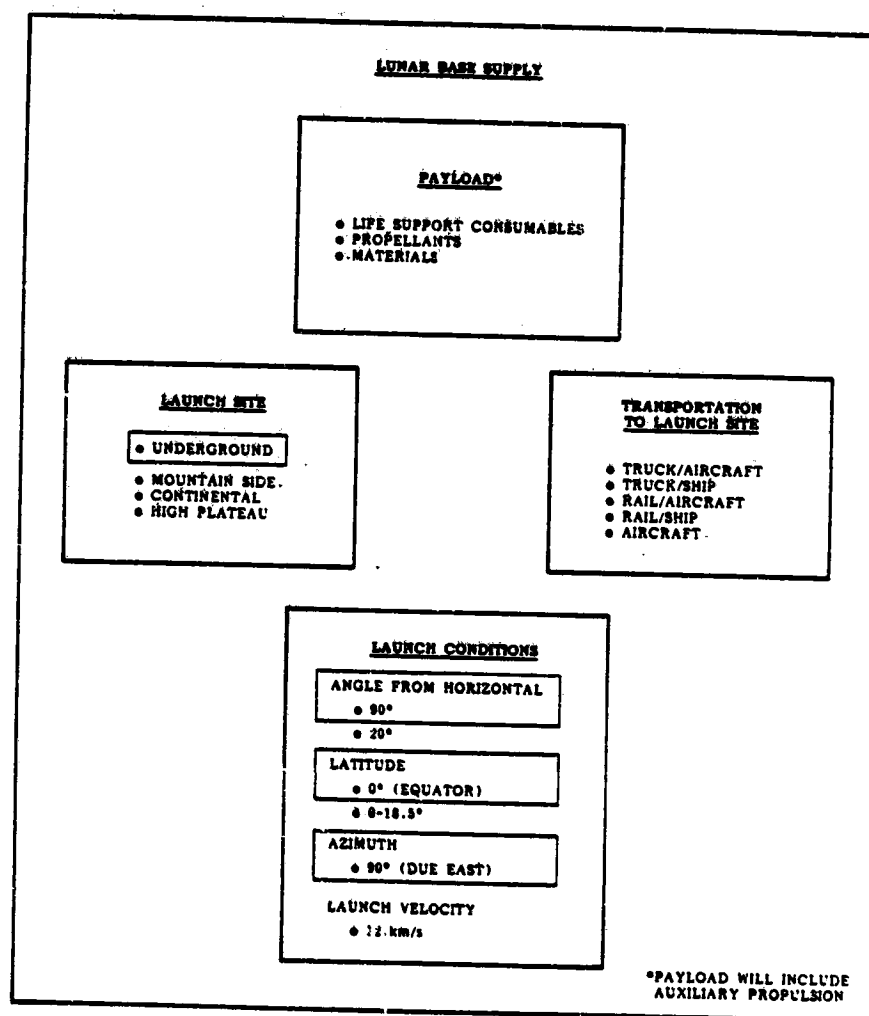 LUNAR BASE SUPPLY
PAYLOAD*
● LIFE SUPPORT CONSUMABLES
● PROPELLANTS
● MATERIALS
LAUNCH SITE
● UNDERGROUND
● MOUNTAIN SIDE.
● CONTINENTAL
● HIGH PLATEAU
TRANSPORTATION
TO LAUNCH SITE
● TRUCK/AIRCRAFT
● TRUCK/SHIP
● RAIL/AIRCRAFT
● RAIL/SHIP
● AIRCRAFT
LAUNCH CONDITIONS
ANGLE FROM HORIZONTAL
● 90°
● 20°
LATITUDE
● 0° (EQUATOR)
● 0-18.5°
AZIMUTH
● 90° (DUE EAST)
LAUNCH VELOCITY
● 12 km/s
*PAYLOAD WILL INCLUDE
AUXILIARY PROPULSION